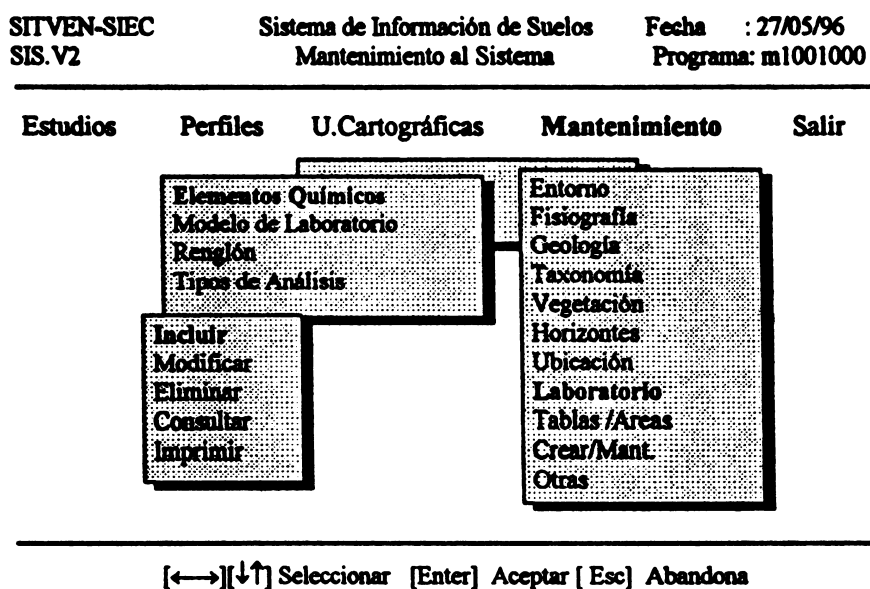 SITVEN-SIEC Sistema de Información de Suelos Fecha : 27/05/96
SIS.V2 Mantenimiento al Sistema Programa: m1001000
Estudios Perfiles U.Cartográficas Mantenimiento Salir
Elementos Químicos
Modelo de Laboratorio
Renglón
Tipos de Análisis
Incluir
Modificar
Eliminar
Consultar
Imprimir
Entorno
Fisiografía
Geología
Taxonomía
Vegetación
Horizontes
Ubicación
Laboratorio
Tablas /Areas
Crear/Mant.
Otras
[←→][↓↑] Seleccionar [Enter] Aceptar [ Esc] Abandona